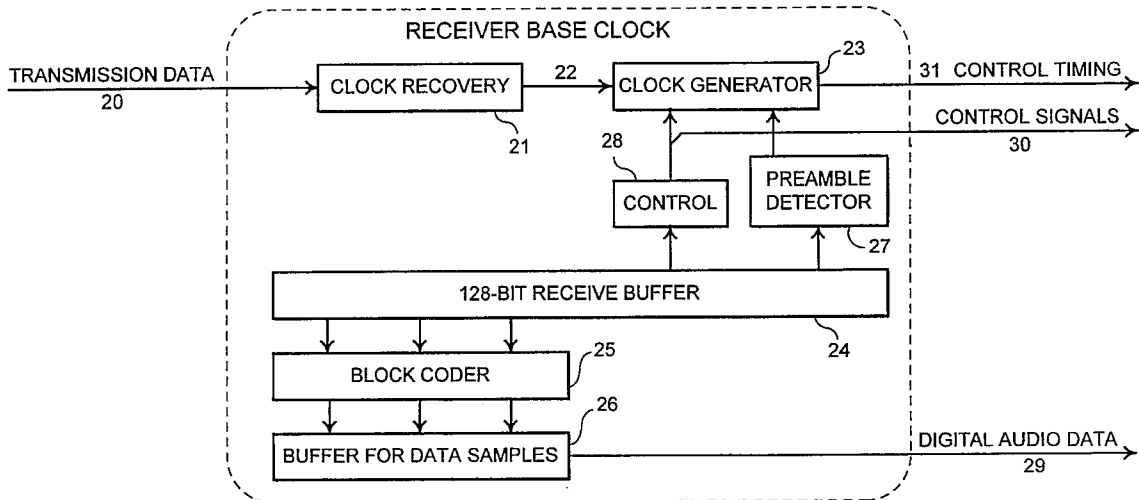 RECEIVER BASE CLOCK
TRANSMISSION DATA
20
CLOCK RECOVERY
21
22
CLOCK GENERATOR
23
31 CONTROL TIMING
CONTROL SIGNALS
30
28
CONTROL
PREAMBLE
DETECTOR
27
128-BIT RECEIVE BUFFER
24
BLOCK CODER
25
BUFFER FOR DATA SAMPLES
26
DIGITAL AUDIO DATA
29